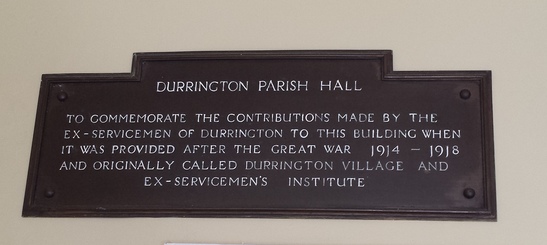 DURRINGTON PARISH HALL
TO COMMEMORATE THE CONTRIBUTIONS MADE BY THE
EX-SERVICEMEN OF DURRINGTON TO THIS BUILDING WHEN
IT WAS PROVIDED AFTER THE GREAT WAR 1914 - 1918
AND ORIGINALLY CALLED DURRINGTON VILLAGE AND
EX-SERVICEMEN'S INSTITUTE